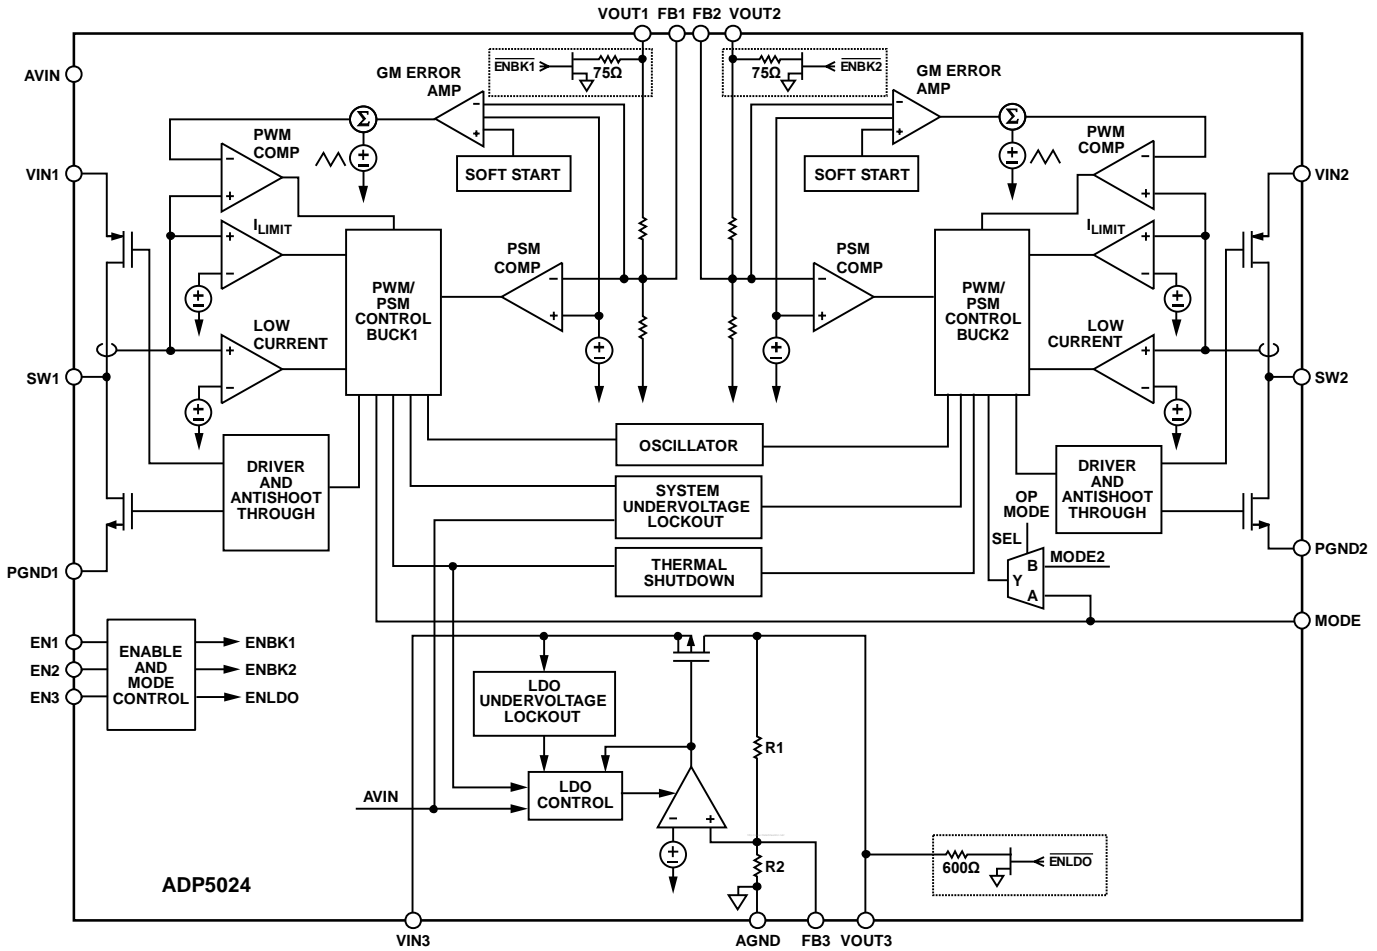 VOUT1 FB1 FB2 VOUT2
AVIN
ENBK1
75Ω
75Ω
ENBK2
GM ERROR
AMP
GM ERROR
AMP
Σ
Σ
PWM
COMP
PWM
COMP
SOFT START
SOFT START
VIN1
VIN2
ILIMIT
ILIMIT
PSM
COMP
PSM
COMP
PWM/
PSM
CONTROL
BUCK1
PWM/
PSM
CONTROL
BUCK2
LOW
CURRENT
LOW
CURRENT
SW1
SW2
OSCILLATOR
DRIVER
AND
ANTISHOOT
THROUGH
DRIVER
AND
ANTISHOOT
THROUGH
SYSTEM
UNDERVOLTAGE
LOCKOUT
OP
MODE
SEL
THERMAL
SHUTDOWN
B
MODE2
Y
A
PGND1
PGND2
MODE
EN1
EN2
EN3
ENABLE
AND
MODE
CONTROL
ENBK1
ENBK2
ENLDO
LDO
UNDERVOLTAGE
LOCKOUT
R1
AVIN
LDO
CONTROL
R2
600Ω
ENLDO
ADP5024
VIN3 AGND FB3 VOUT3